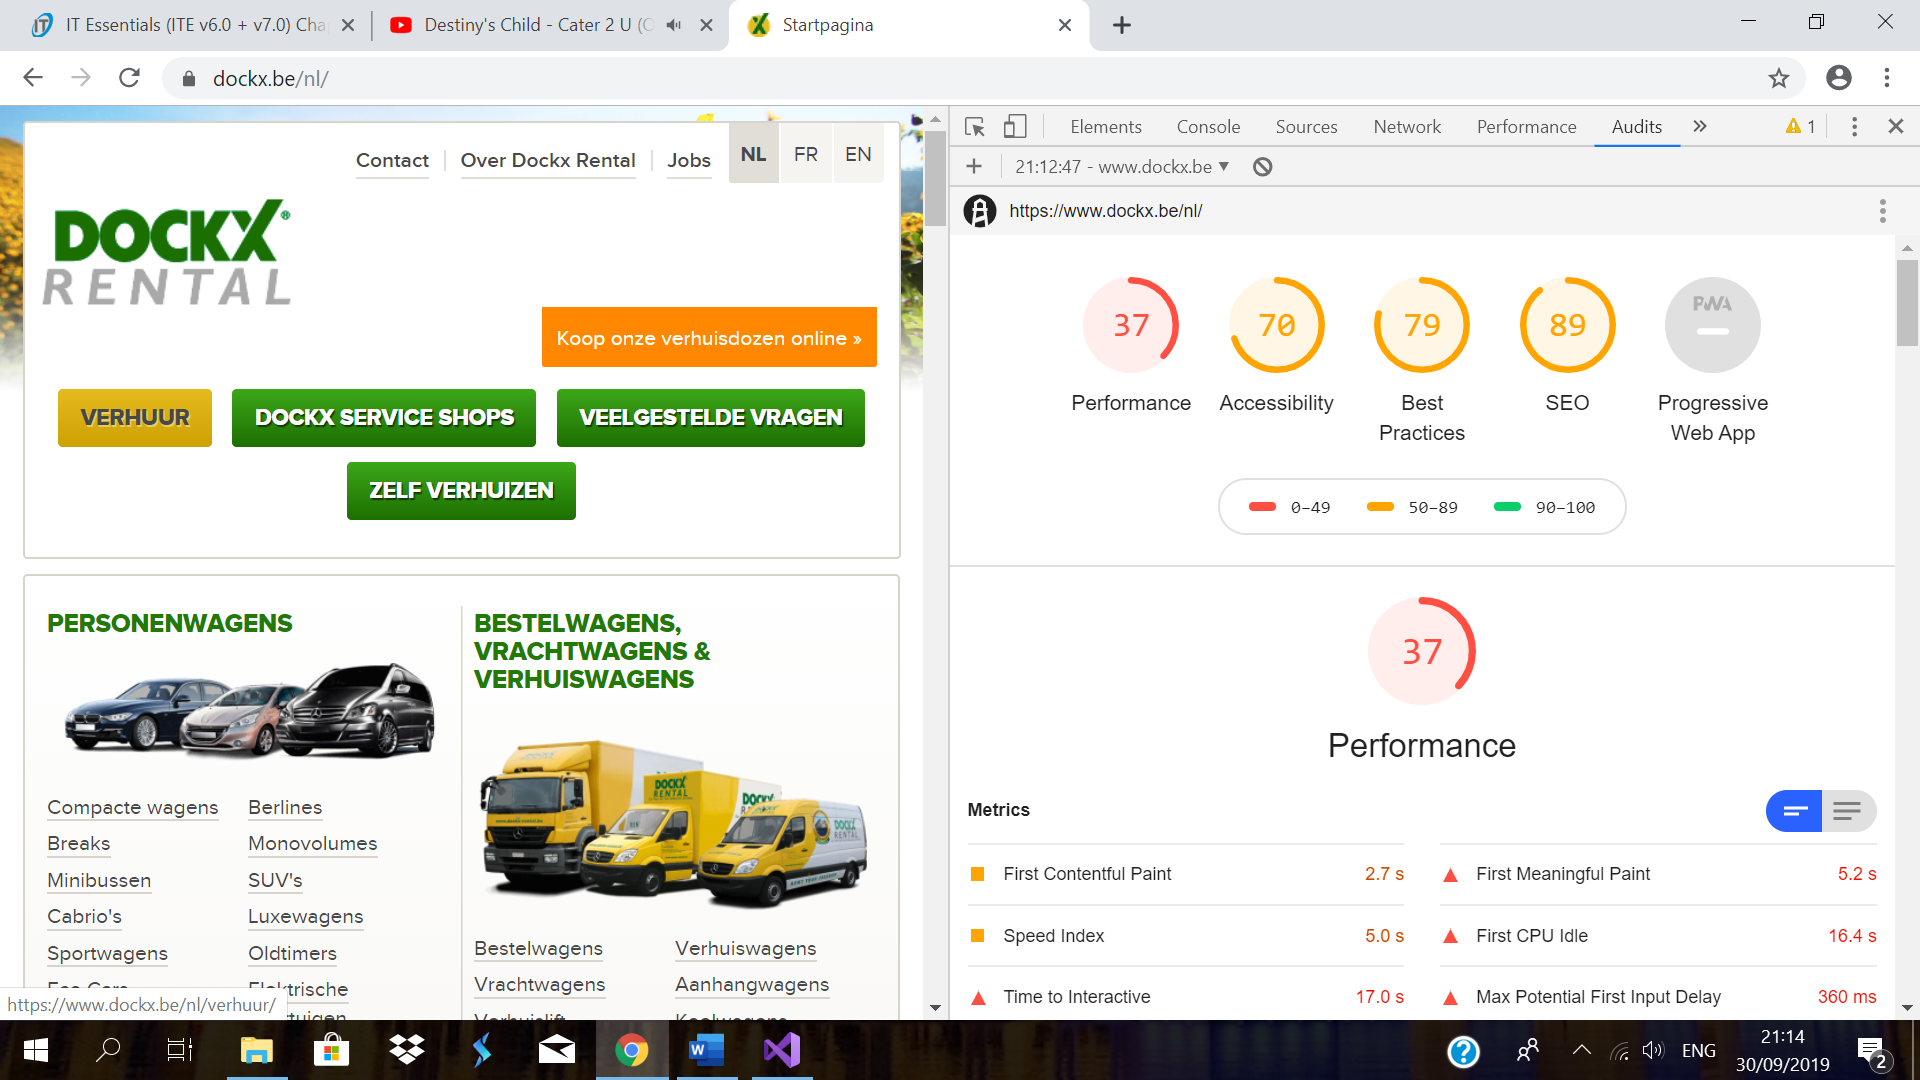 IT Essentials (ITE v6.0 + v7.0) Cha
Destiny's Child - Cater 2 U (O
Startpagina
dockx.be/nl/
Contact
Over Dockx Rental
Jobs
NL
FR
EN
DOCKX®
RENTAL
Koop onze verhuisdozen online »
VERHUUR
DOCKX SERVICE SHOPS
VEELGESTELDE VRAGEN
ZELF VERHUIZEN
PERSONENWAGENS
Compacte wagens
Berlines
Breaks
Monovolumes
Minibussen
SUV's
Cabrio's
Luxewagens
Sportwagens
Oldtimers
Elektrische
BESTELWAGENS,
VRACHTWAGENS &
VERHUISWAGENS
DOCKX
RENTAL
DOCKX
DOCKX
RENTAL
Bestelwagens
Verhuiswagens
Vrachtwagens
Aanhangwagens
https://www.dockx.be/nl/verhuur/
Elements
Console
Sources
Network
Performance
Audits
1
21:12:47 - www.dockx.be
https://www.dockx.be/nl/
37
70
79
89
PWA
Performance
Accessibility
Best
Practices
SEO
Progressive
Web App
0–49
50–89
90–100
37
Performance
Metrics
First Contentful Paint
2.7 s
First Meaningful Paint
5.2 s
Speed Index
5.0 s
First CPU Idle
16.4 s
Time to Interactive
17.0 s
Max Potential First Input Delay
360 ms
ENG
21:14
30/09/2019
2